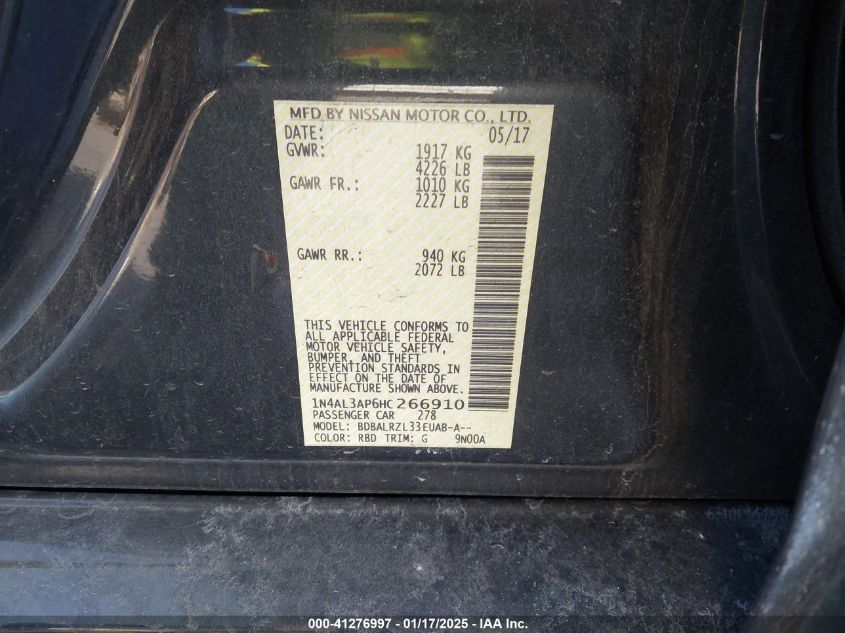 MFD BY NISSAN MOTOR CO., LTD.
DATE: 05/17
GVWR: 1917 KG
4226 LB
GAWR FR.: 1010 KG
2227 LB
GAWR RR.: 940 KG
2072 LB
THIS VEHICLE CONFORMS TO
ALL APPLICABLE FEDERAL
MOTOR VEHICLE SAFETY,
BUMPER, AND THEFT
PREVENTION STANDARDS IN
EFFECT ON THE DATE OF
MANUFACTURE SHOWN ABOVE.
1N4AL3AP6HC266910
PASSENGER CAR 278
MODEL: BDBALRZL33EUAB-A--
COLOR: RBD TRIM: G 9N00A
000-41276997 - 01/17/2025 - IAA Inc.